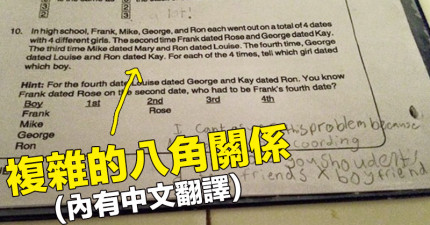 10. In high school, Frank, Mike, George, and Ron each went out on a total of 4 dates
with 4 different girls. The second time Frank dated Rose and George dated Kay.
The third time Mike dated Mary and Ron dated Louise. The fourth time, George
dated Louise and Ron dated Kay. For each of the 4 times, tell which girl dated
which boy.
Hint: For the fourth Louise dated George and Kay dated Ron. You know
Frank dated Rose on the second date, who had to be Frank's fourth date?
Boy 1st 2nd 3rd 4th
Frank Rose
Mike
George
Ron
I this problem because
you shoudent
friends x boyfriend
複雜的八角關係
(內有中文翻譯)